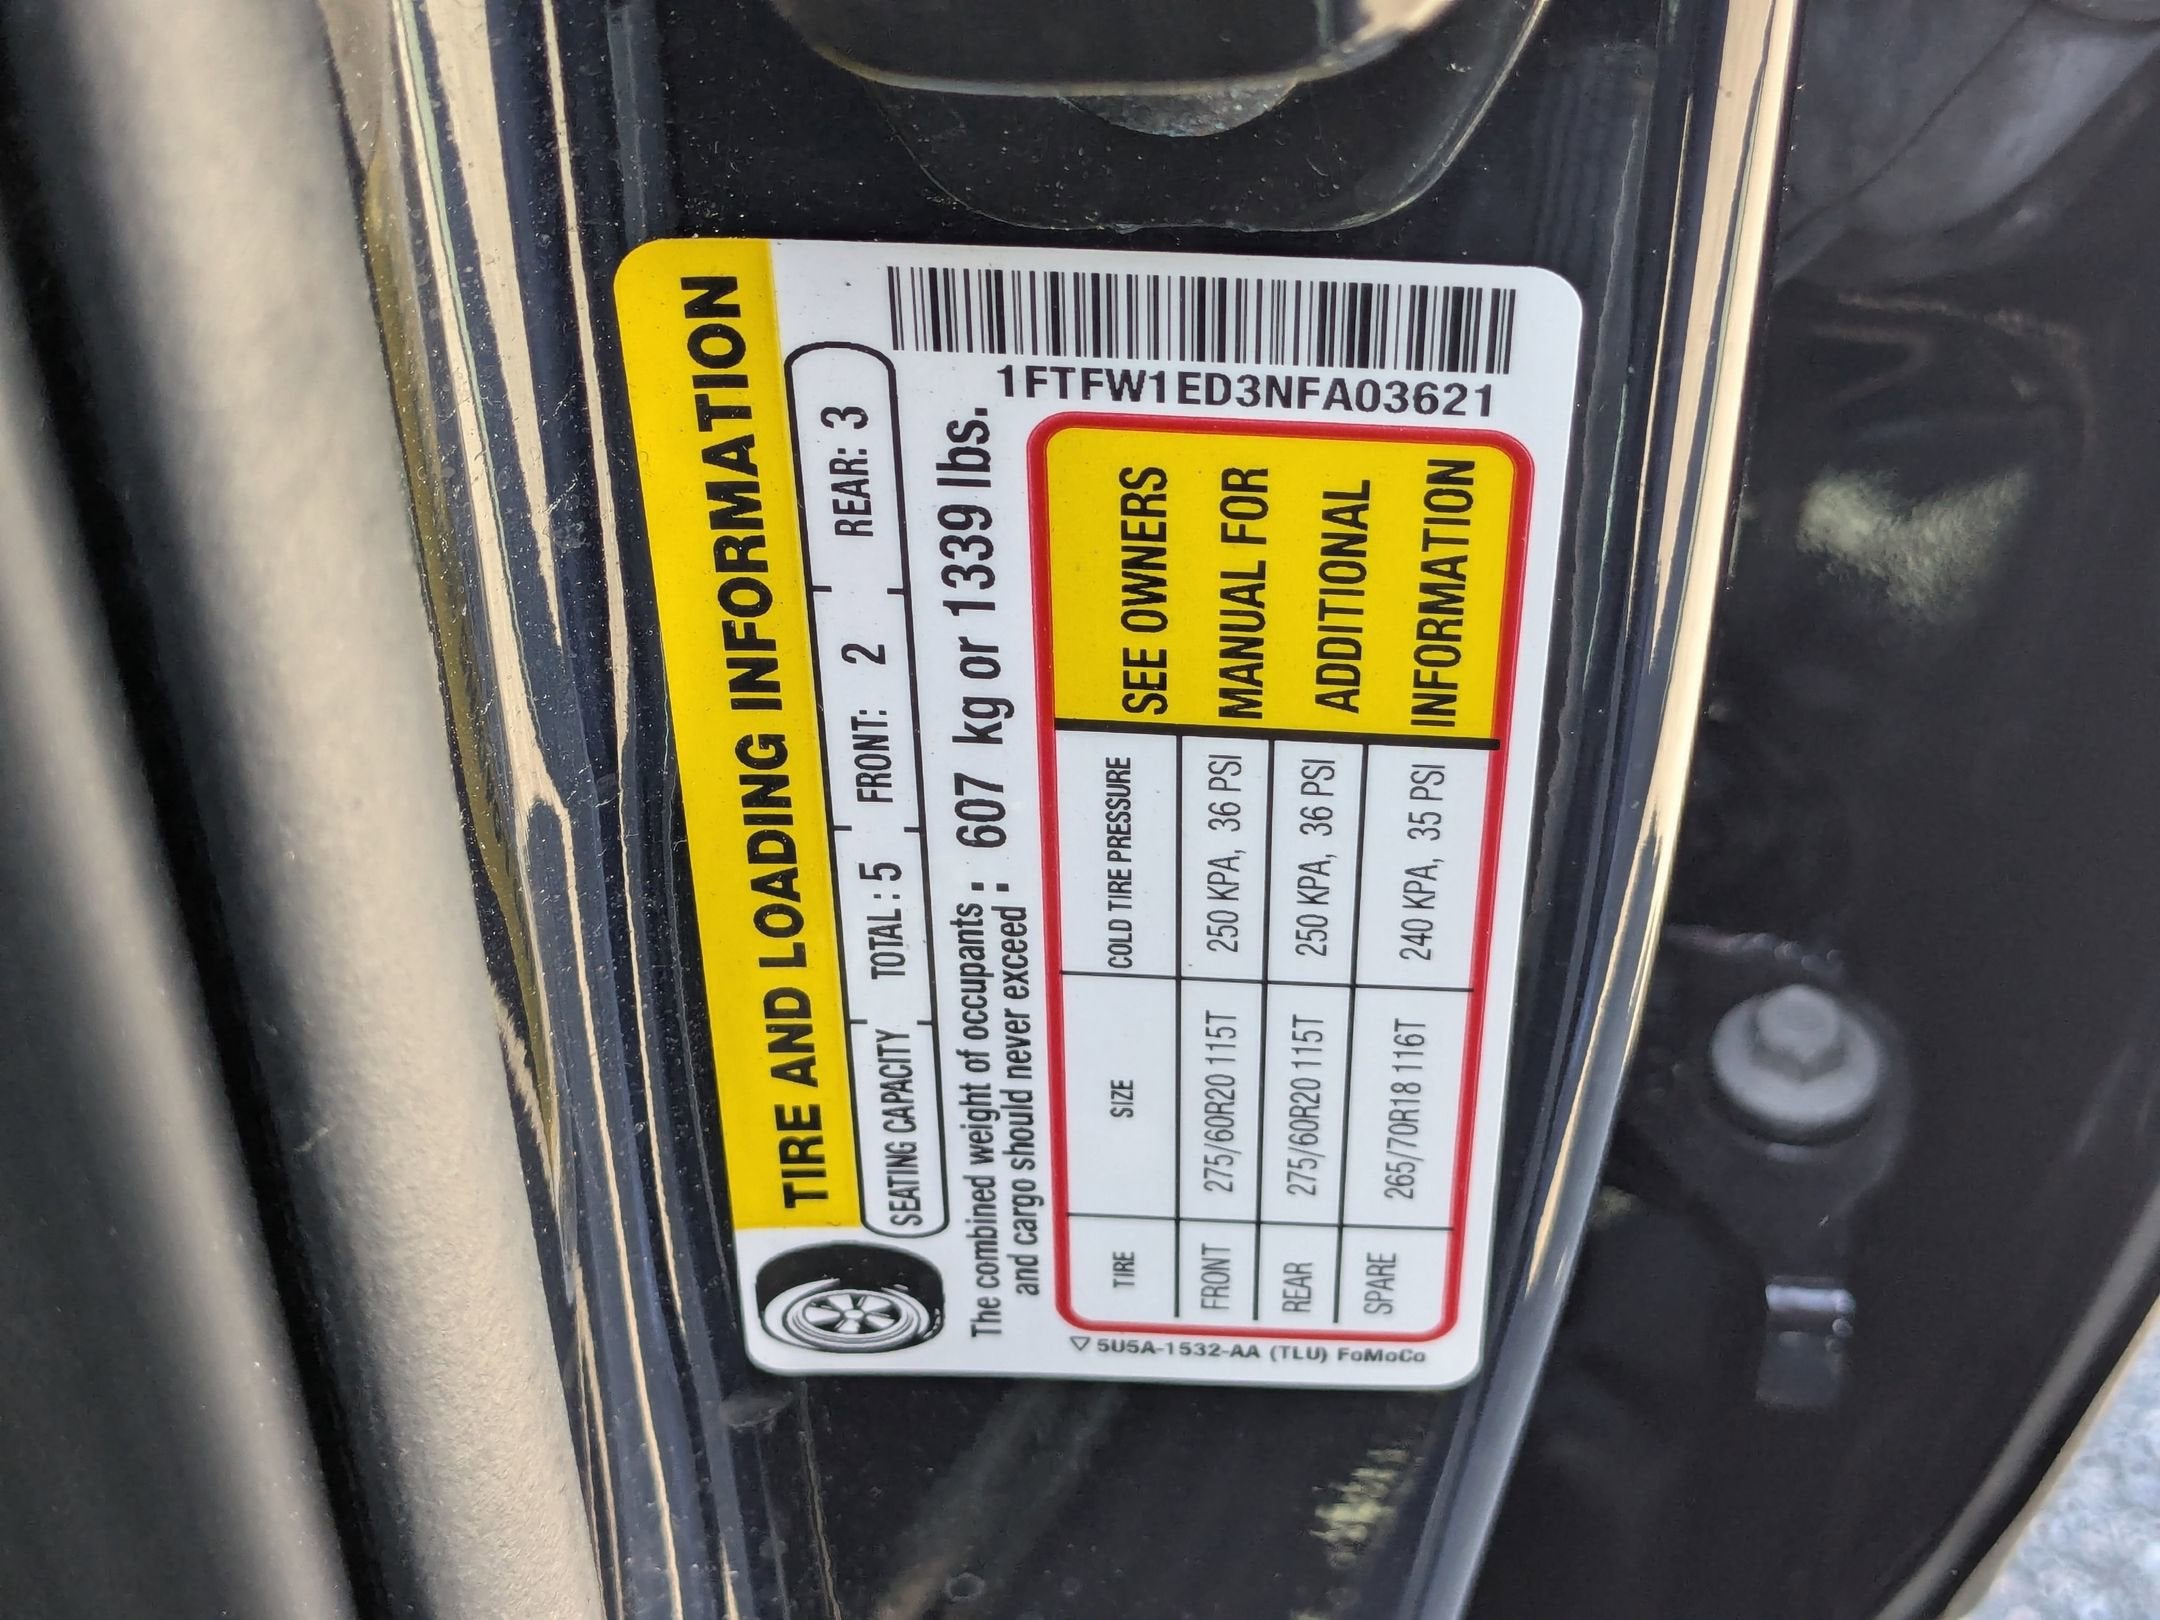 TIRE AND LOADING INFORMATION
SEATING CAPACITY TOTAL: 5 FRONT: 2 REAR: 3
The combined weight of occupants : 607 kg or 1339 lbs.
and cargo should never exceed :
1FTFW1ED3NFA03621
TIRE SIZE COLD TIRE PRESSURE
FRONT 275/60R20 115T 250 KPA, 36 PSI
REAR 275/60R20 115T 250 KPA, 36 PSI
SPARE 265/70R18 116T 240 KPA, 35 PSI
SEE OWNERS
MANUAL FOR
ADDITIONAL
INFORMATION
5U5A-1532-AA (TLU) FoMoCo